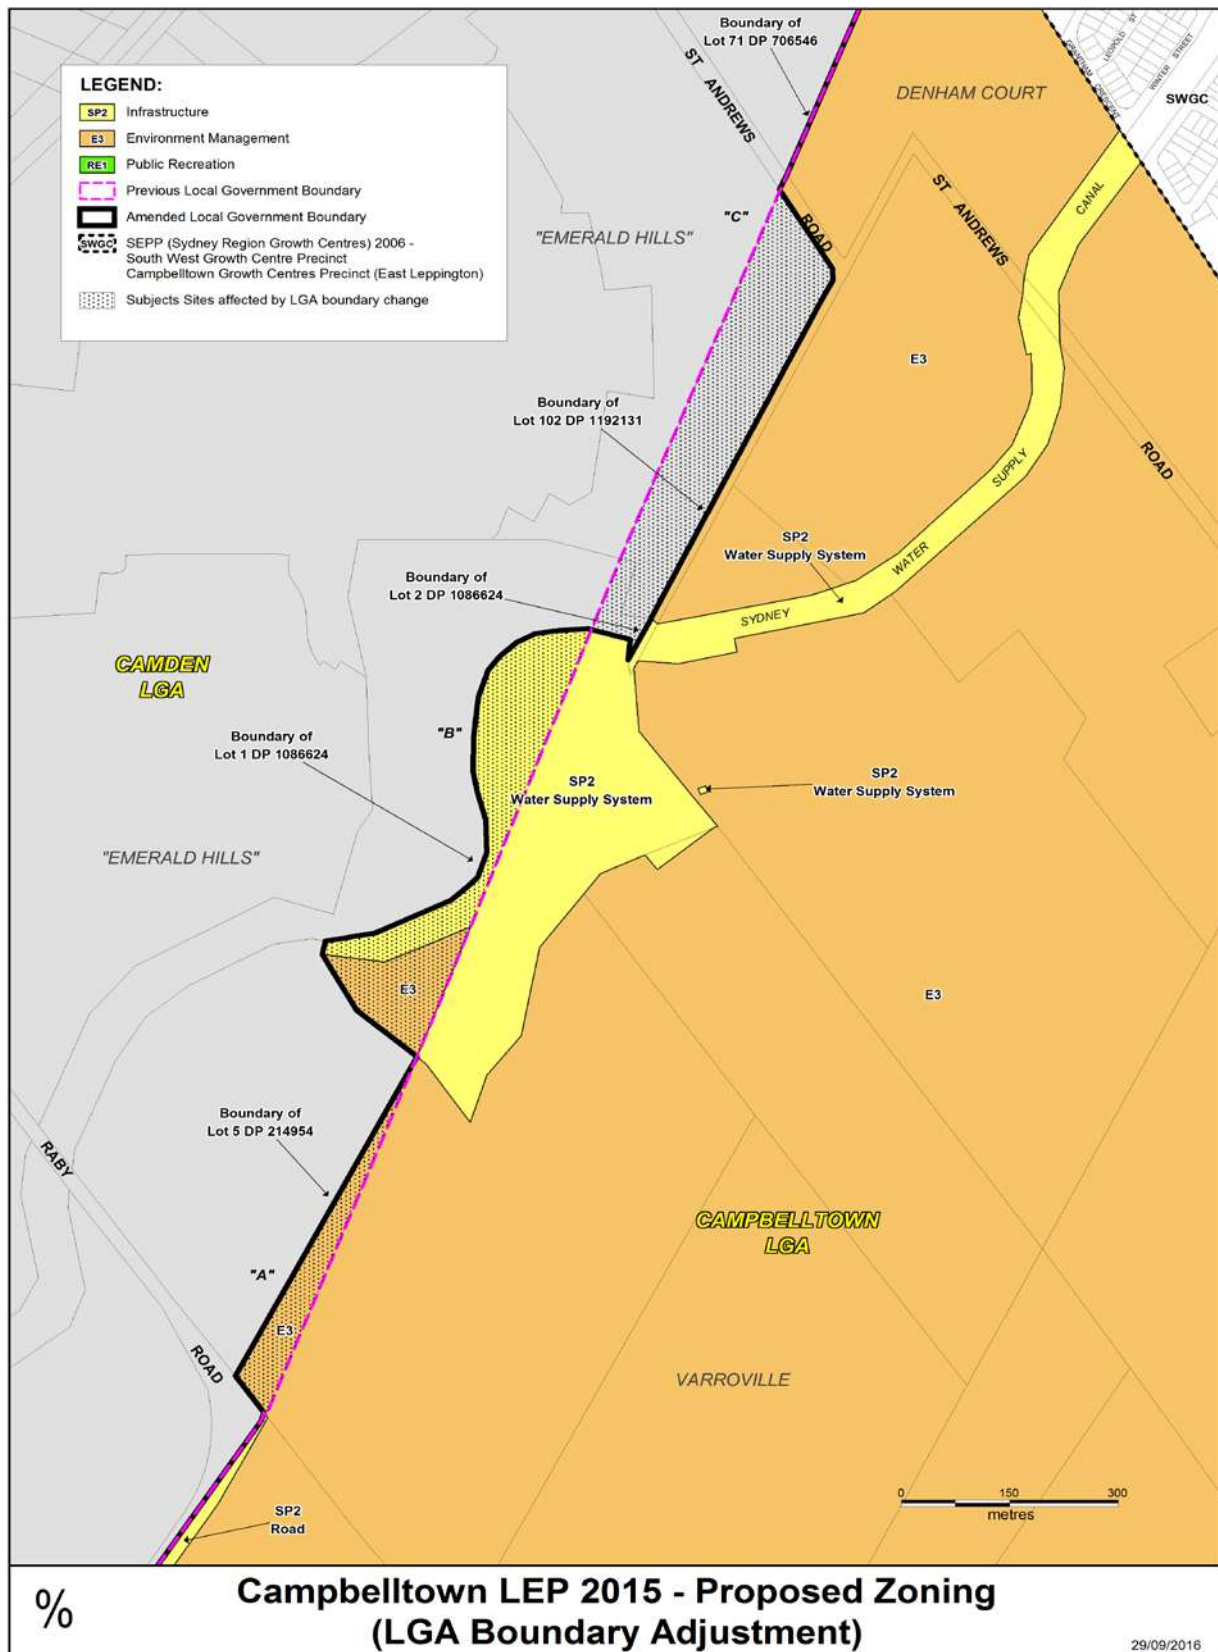 Boundary of
Lot 71 DP 706546
ST ANDREWS
ROAD
DENHAM COURT
GRANTHAM CRESCENT
LEOPOLD ST
WINTER STREET
SWGC
LEGEND:
SP2 Infrastructure
E3 Environment Management
RE1 Public Recreation
Previous Local Government Boundary
Amended Local Government Boundary
SWGC SEPP (Sydney Region Growth Centres) 2006 -
South West Growth Centre Precinct
Campbelltown Growth Centres Precinct (East Leppington)
Subjects Sites affected by LGA boundary change
"C"
"EMERALD HILLS"
ST ANDREWS
ROAD
CANAL
E3
Boundary of
Lot 102 DP 1192131
SUPPLY
SP2
Water Supply System
WATER
Boundary of
Lot 2 DP 1086624
SYDNEY
CAMDEN
LGA
"B"
Boundary of
Lot 1 DP 1086624
SP2
Water Supply System
SP2
Water Supply System
"EMERALD HILLS"
E3
E3
Boundary of
Lot 5 DP 214954
RABY
ROAD
CAMPBELLTOWN
LGA
"A"
E3
VARROVILLE
SP2
Road
0 150 300
metres
%
Campbelltown LEP 2015 - Proposed Zoning
(LGA Boundary Adjustment)
29/09/2016